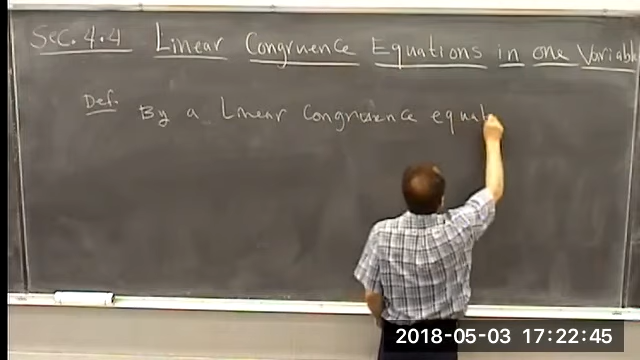 Sec. 4.4 Linear Congruence Equations in one Variable
Def. By a Linear Congruence equat
2018-05-03 17:22:45